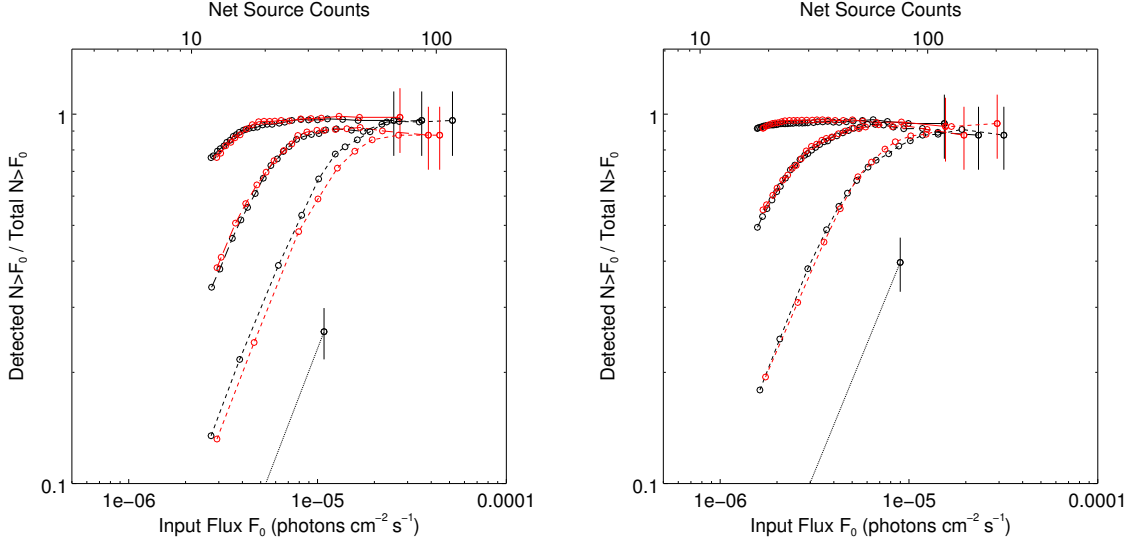 Net Source Counts
10
100
1
0.1
Detected N>F₀ / Total N>F₀
1e-06
1e-05
0.0001
Input Flux F₀ (photons cm⁻² s⁻¹)
Net Source Counts
10
100
1
0.1
Detected N>F₀ / Total N>F₀
1e-06
1e-05
0.0001
Input Flux F₀ (photons cm⁻² s⁻¹)